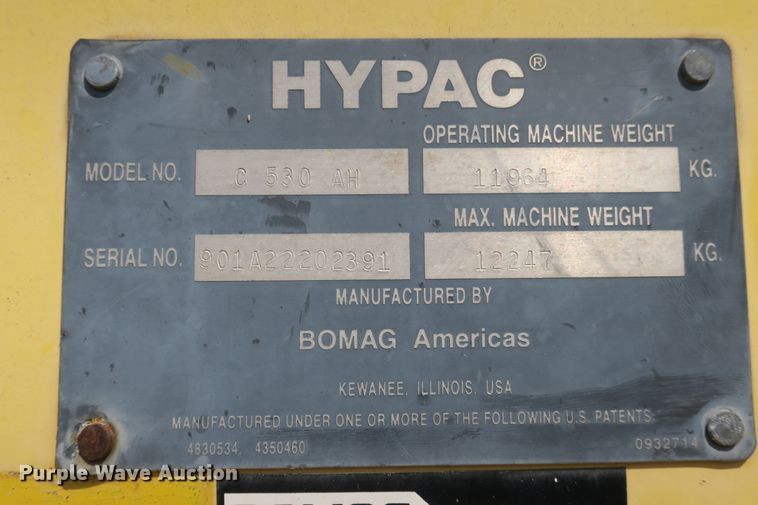 HYPAC®
OPERATING MACHINE WEIGHT
MODEL NO. C 530 AH 11964 KG.
MAX. MACHINE WEIGHT
SERIAL NO. 901A22202391 12247 KG.
MANUFACTURED BY
BOMAG Americas
KEWANEE, ILLINOIS, USA
MANUFACTURED UNDER ONE OR MORE OF THE FOLLOWING U.S. PATENTS
4830534, 4350460 0932714
Purple Wave Auction